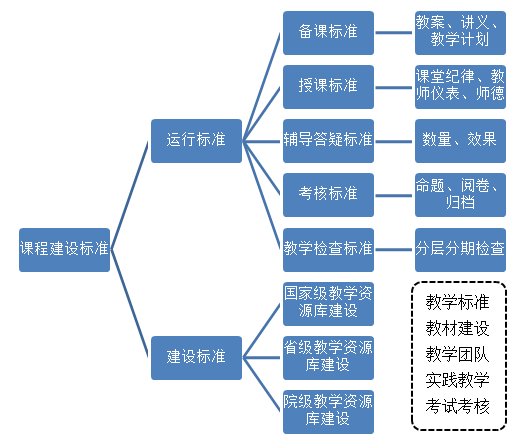 备课标准
教案、讲义、
教学计划
授课标准
课堂纪律、教
师仪表、师德
运行标准
辅导答疑标准
数量、效果
考核标准
命题、阅卷、
归档
课程建设标准
教学检查标准
分层分期检查
国家级教学资
源库建设
建设标准
省级教学资源
库建设
院级教学资源
库建设
教学标准
教材建设
教学团队
实践教学
考试考核